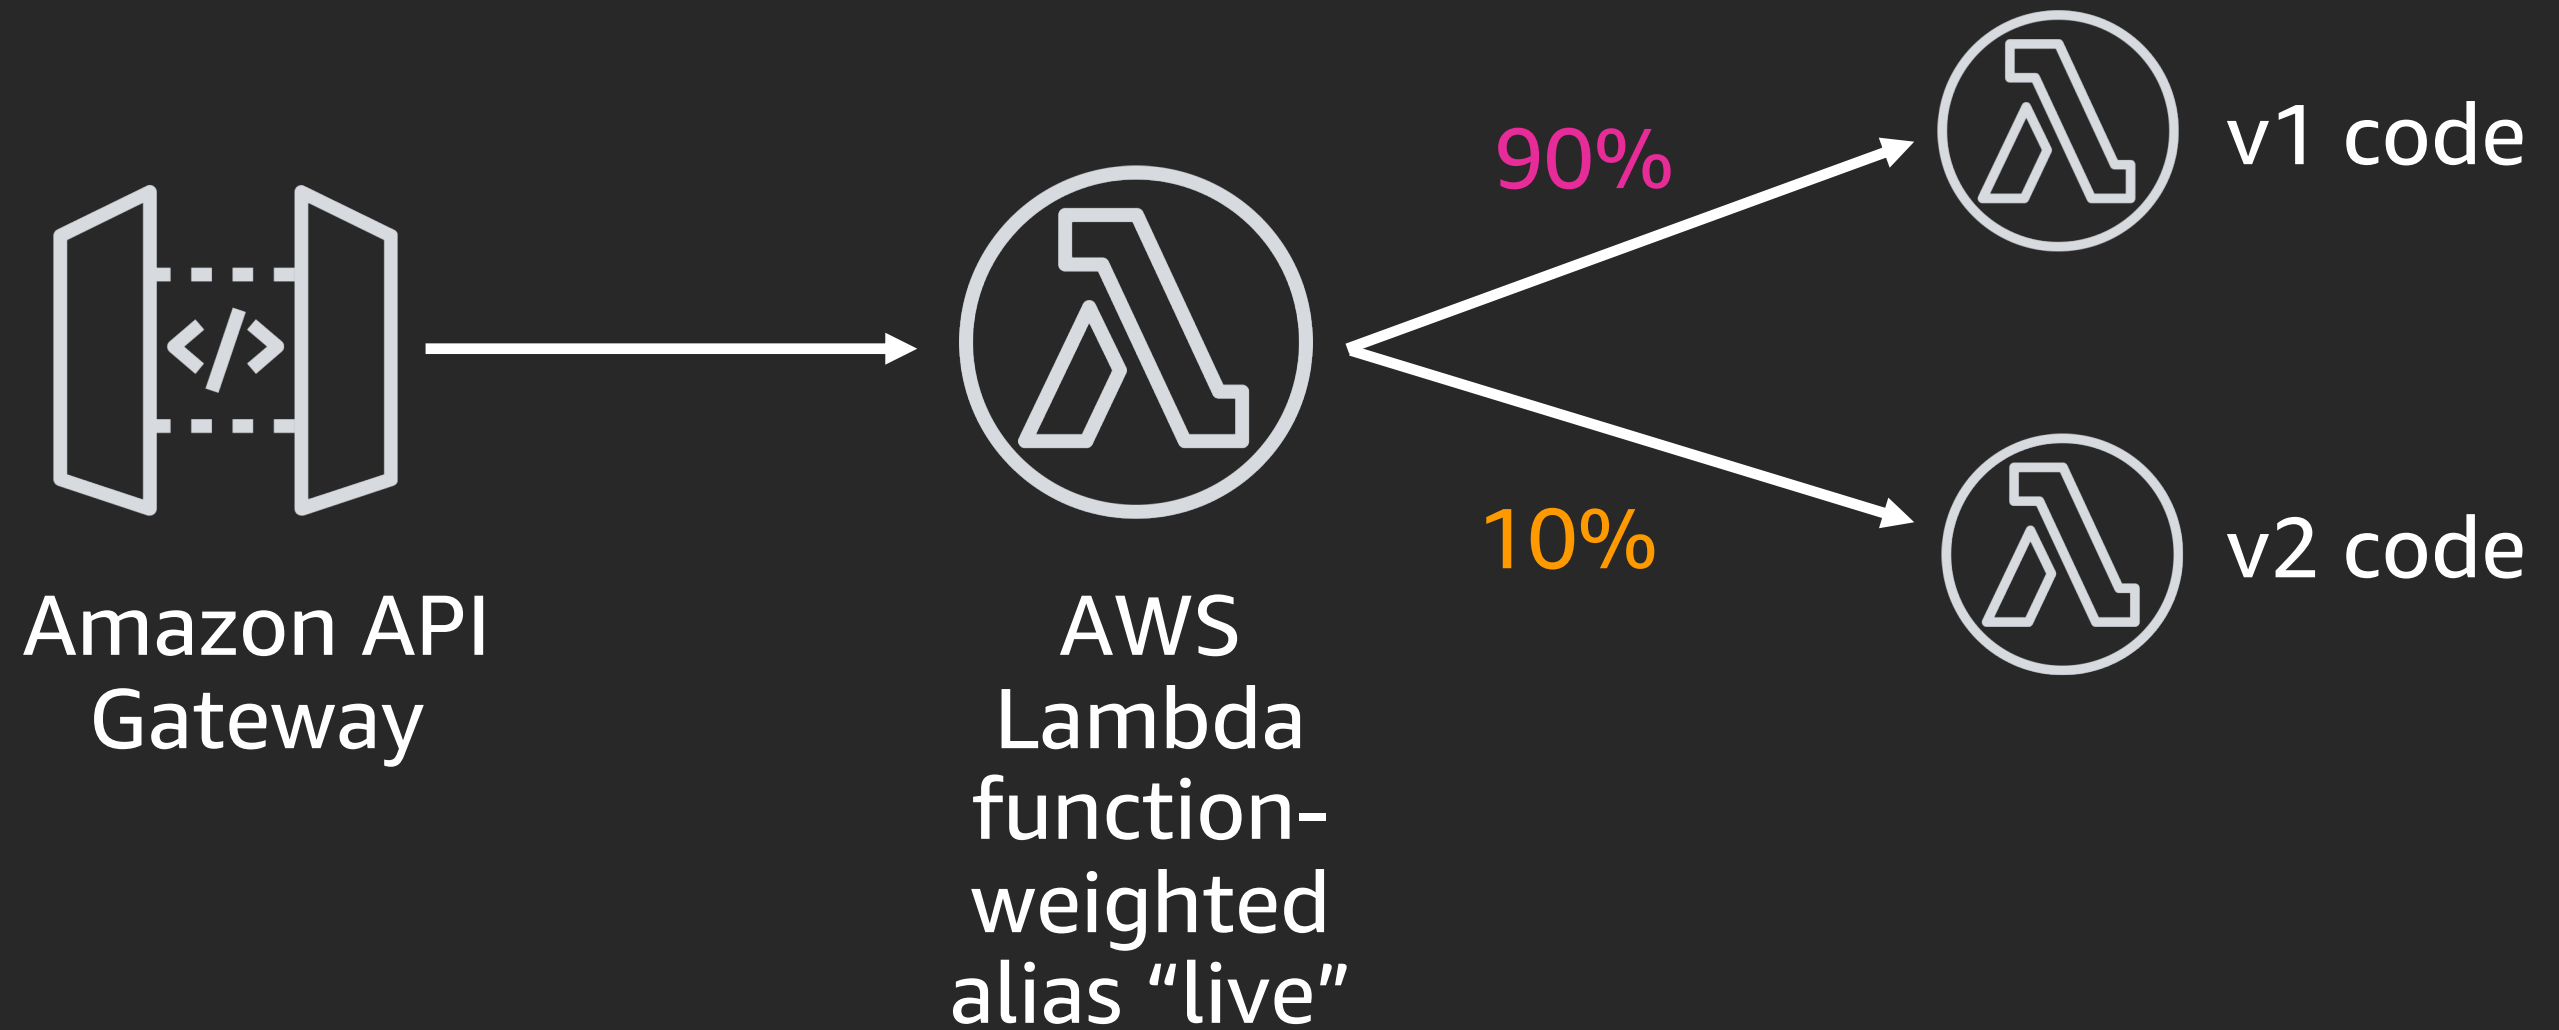 90%
v1 code
</>
10%
v2 code
Amazon API
Gateway
AWS
Lambda
function-
weighted
alias “live”